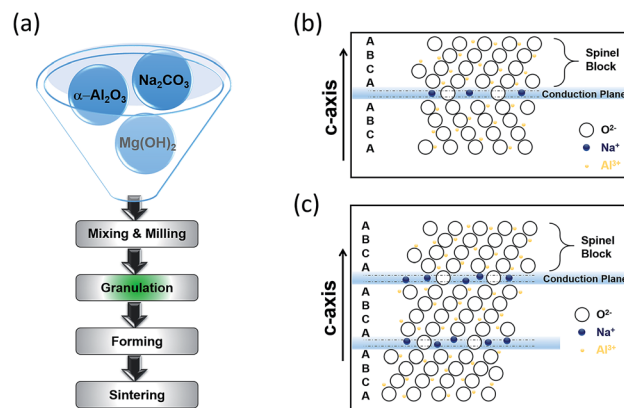 (a)
α–Al₂O₃
Na₂CO₃
Mg(OH)₂
Mixing & Milling
Granulation
Forming
Sintering
(b)
c-axis
A
B
C
A
A
B
C
A
Spinel
Block
Conduction Plane
O²⁻
Na⁺
Al³⁺
(c)
c-axis
A
B
C
A
A
B
C
A
A
B
C
A
Spinel
Block
Conduction Plane
O²⁻
Na⁺
Al³⁺